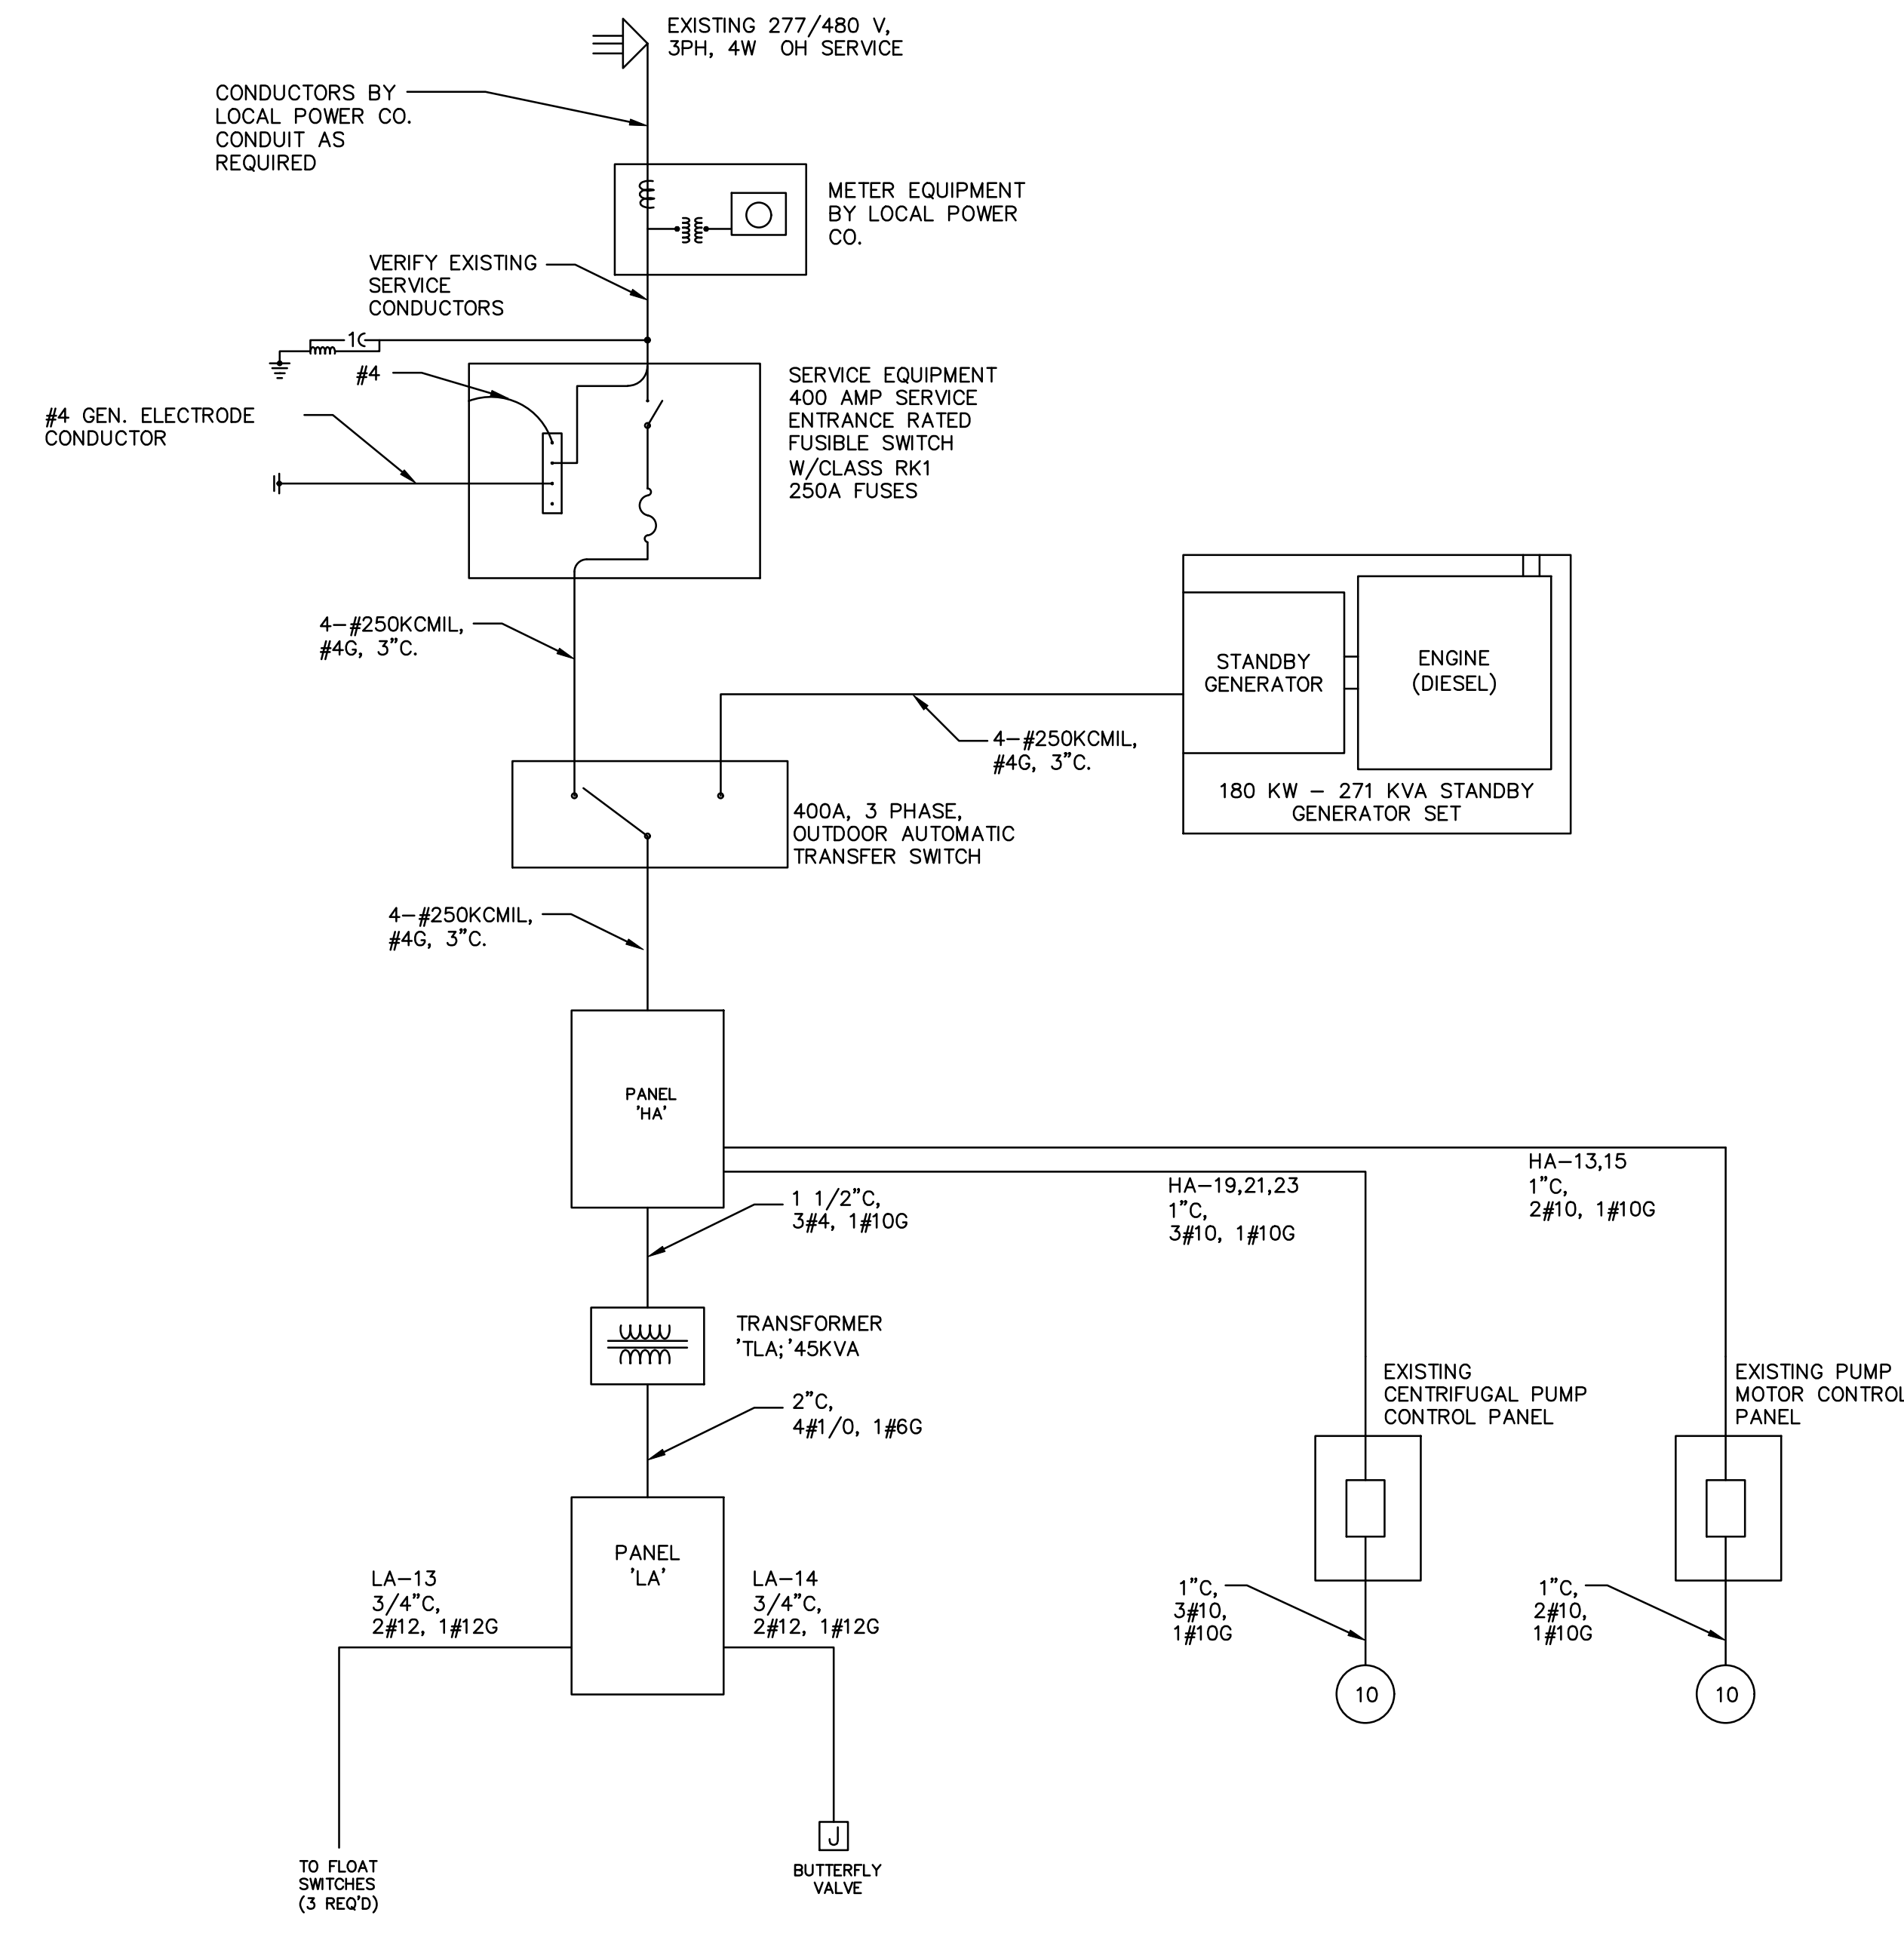 EXISTING 277/480 V,
3PH, 4W  OH SERVICE
CONDUCTORS BY
LOCAL POWER CO.
CONDUIT AS
REQUIRED
METER EQUIPMENT
BY LOCAL POWER
CO.
VERIFY EXISTING
SERVICE
CONDUCTORS
#4
#4 GEN. ELECTRODE
CONDUCTOR
SERVICE EQUIPMENT
400 AMP SERVICE
ENTRANCE RATED
FUSIBLE SWITCH
W/CLASS RK1
250A FUSES
4-#250KCMIL,
#4G, 3"C.
STANDBY
GENERATOR
ENGINE
(DIESEL)
180 KW - 271 KVA STANDBY
GENERATOR SET
4-#250KCMIL,
#4G, 3"C.
400A, 3 PHASE,
OUTDOOR AUTOMATIC
TRANSFER SWITCH
4-#250KCMIL,
#4G, 3"C.
PANEL
'HA'
HA-13,15
1"C,
2#10, 1#10G
HA-19,21,23
1"C,
3#10, 1#10G
1 1/2"C,
3#4, 1#10G
TRANSFORMER
'TLA;'45KVA
2"C,
4#1/0, 1#6G
EXISTING
CENTRIFUGAL PUMP
CONTROL PANEL
EXISTING PUMP
MOTOR CONTROL
PANEL
PANEL
'LA'
LA-13
3/4"C,
2#12, 1#12G
LA-14
3/4"C,
2#12, 1#12G
1"C,
3#10,
1#10G
1"C,
2#10,
1#10G
10
10
J
BUTTERFLY
VALVE
TO FLOAT
SWITCHES
(3 REQ'D)